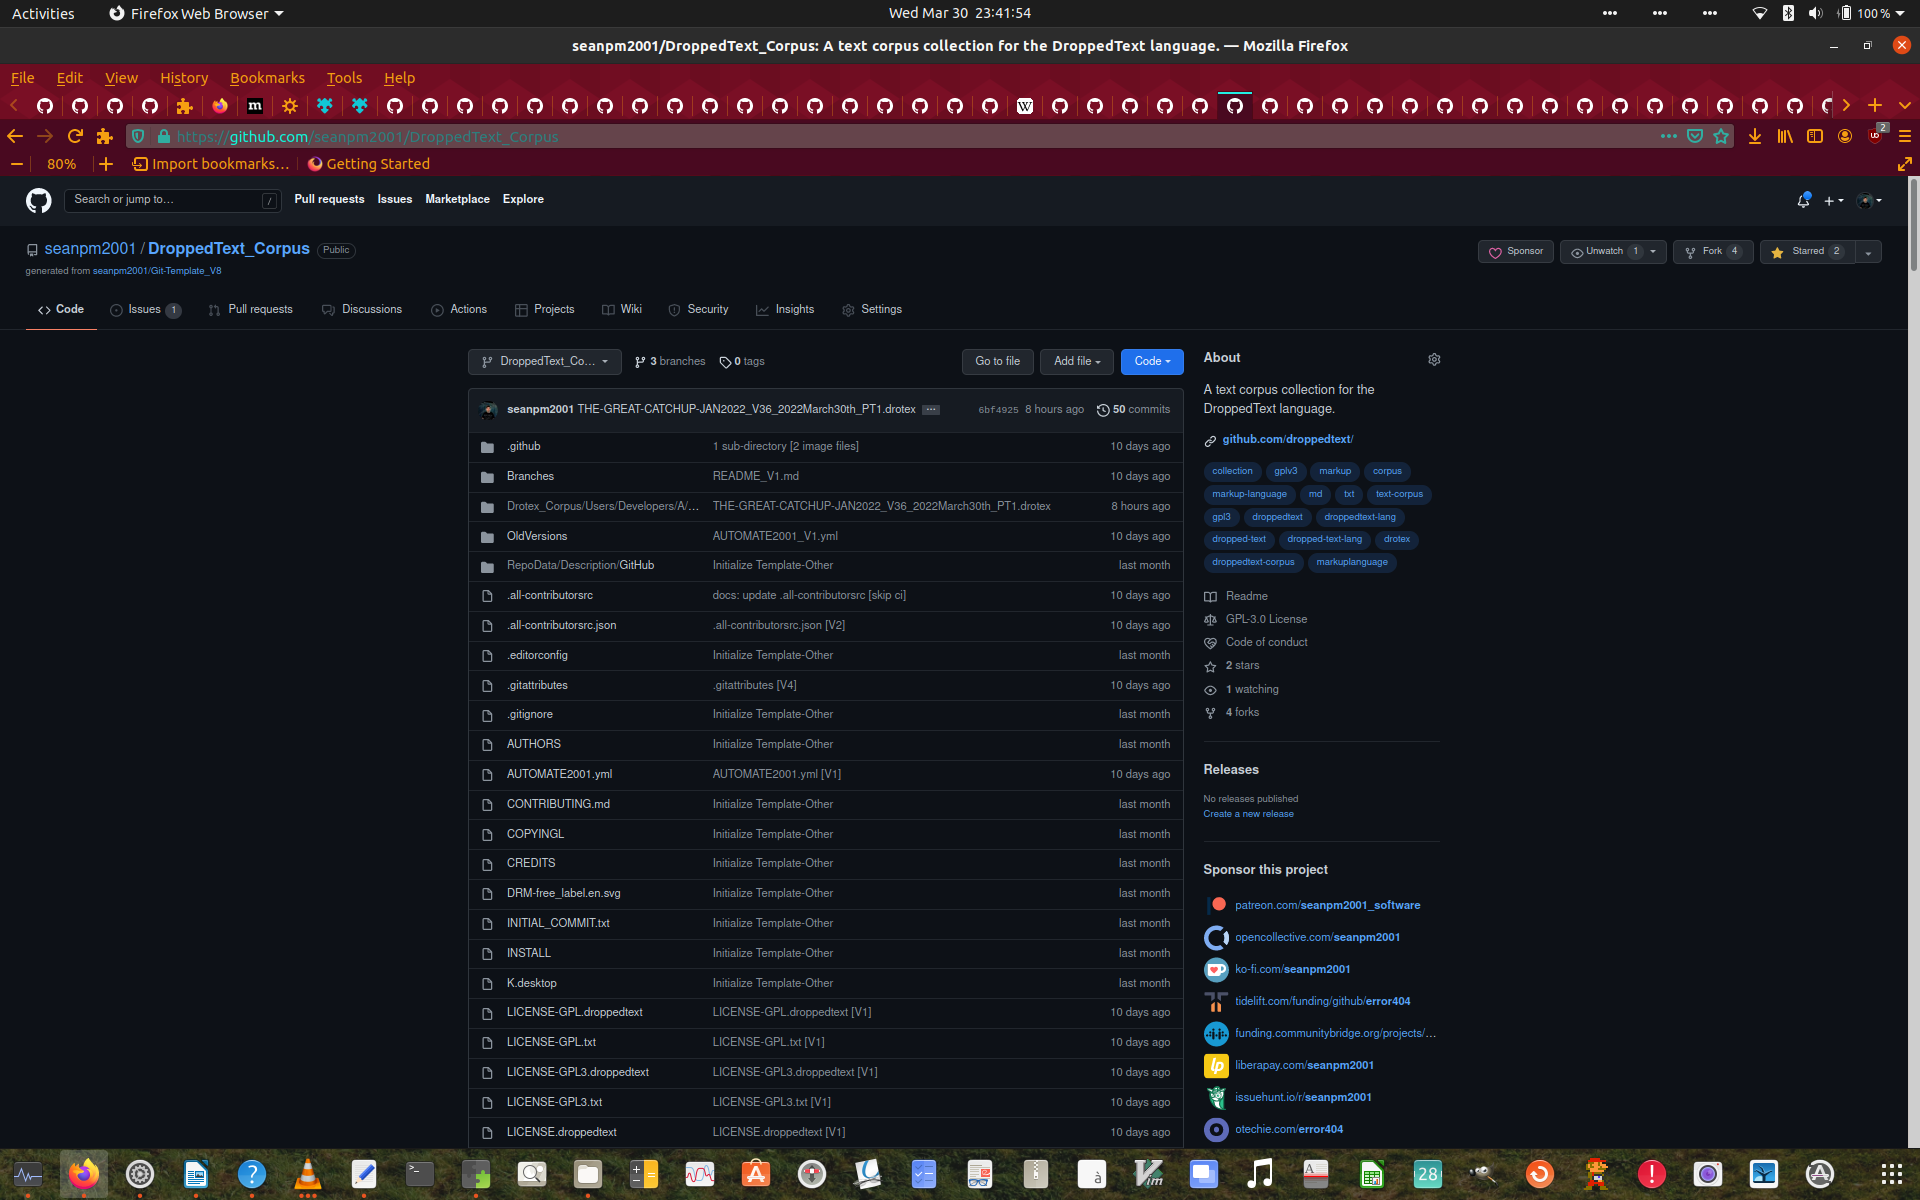 Activities
Firefox Web Browser
Wed Mar 30 23:41:54
100 %
seanpm2001/DroppedText_Corpus: A text corpus collection for the DroppedText language. — Mozilla Firefox
File Edit View History Bookmarks Tools Help
https://github.com/seanpm2001/DroppedText_Corpus
2
80%
Import bookmarks…
Getting Started
Search or jump to…
/
Pull requests Issues Marketplace Explore
seanpm2001 / DroppedText_Corpus Public
generated from seanpm2001/Git-Template_V8
Sponsor
Unwatch 1
Fork 4
Starred 2
Code
Issues 1
Pull requests
Discussions
Actions
Projects
Wiki
Security
Insights
Settings
DroppedText_Co…
3 branches
0 tags
Go to file
Add file
Code
seanpm2001 THE-GREAT-CATCHUP-JAN2022_V36_2022March30th_PT1.drotex … 6bf4925 8 hours ago 50 commits
.github 1 sub-directory [2 image files] 10 days ago
Branches README_V1.md 10 days ago
Drotex_Corpus/Users/Developers/A/… THE-GREAT-CATCHUP-JAN2022_V36_2022March30th_PT1.drotex 8 hours ago
OldVersions AUTOMATE2001_V1.yml 10 days ago
RepoData/Description/GitHub Initialize Template-Other last month
.all-contributorsrc docs: update .all-contributorsrc [skip ci] 10 days ago
.all-contributorsrc.json .all-contributorsrc.json [V2] 10 days ago
.editorconfig Initialize Template-Other last month
.gitattributes .gitattributes [V4] 10 days ago
.gitignore Initialize Template-Other last month
AUTHORS Initialize Template-Other last month
AUTOMATE2001.yml AUTOMATE2001.yml [V1] 10 days ago
CONTRIBUTING.md Initialize Template-Other last month
COPYINGL Initialize Template-Other last month
CREDITS Initialize Template-Other last month
DRM-free_label.en.svg Initialize Template-Other last month
INITIAL_COMMIT.txt Initialize Template-Other last month
INSTALL Initialize Template-Other last month
K.desktop Initialize Template-Other last month
LICENSE-GPL.droppedtext LICENSE-GPL.droppedtext [V1] 10 days ago
LICENSE-GPL.txt LICENSE-GPL.txt [V1] 10 days ago
LICENSE-GPL3.droppedtext LICENSE-GPL3.droppedtext [V1] 10 days ago
LICENSE-GPL3.txt LICENSE-GPL3.txt [V1] 10 days ago
LICENSE.droppedtext LICENSE.droppedtext [V1] 10 days ago
About
A text corpus collection for the
DroppedText language.
github.com/droppedtext/
collection gplv3 markup corpus
markup-language md txt text-corpus
gpl3 droppedtext droppedtext-lang
dropped-text dropped-text-lang drotex
droppedtext-corpus markuplanguage
Readme
GPL-3.0 License
Code of conduct
2 stars
1 watching
4 forks
Releases
No releases published
Create a new release
Sponsor this project
patreon.com/seanpm2001_software
opencollective.com/seanpm2001
ko-fi.com/seanpm2001
tidelift.com/funding/github/error404
funding.communitybridge.org/projects/…
liberapay.com/seanpm2001
issuehunt.io/r/seanpm2001
otechie.com/error404
28